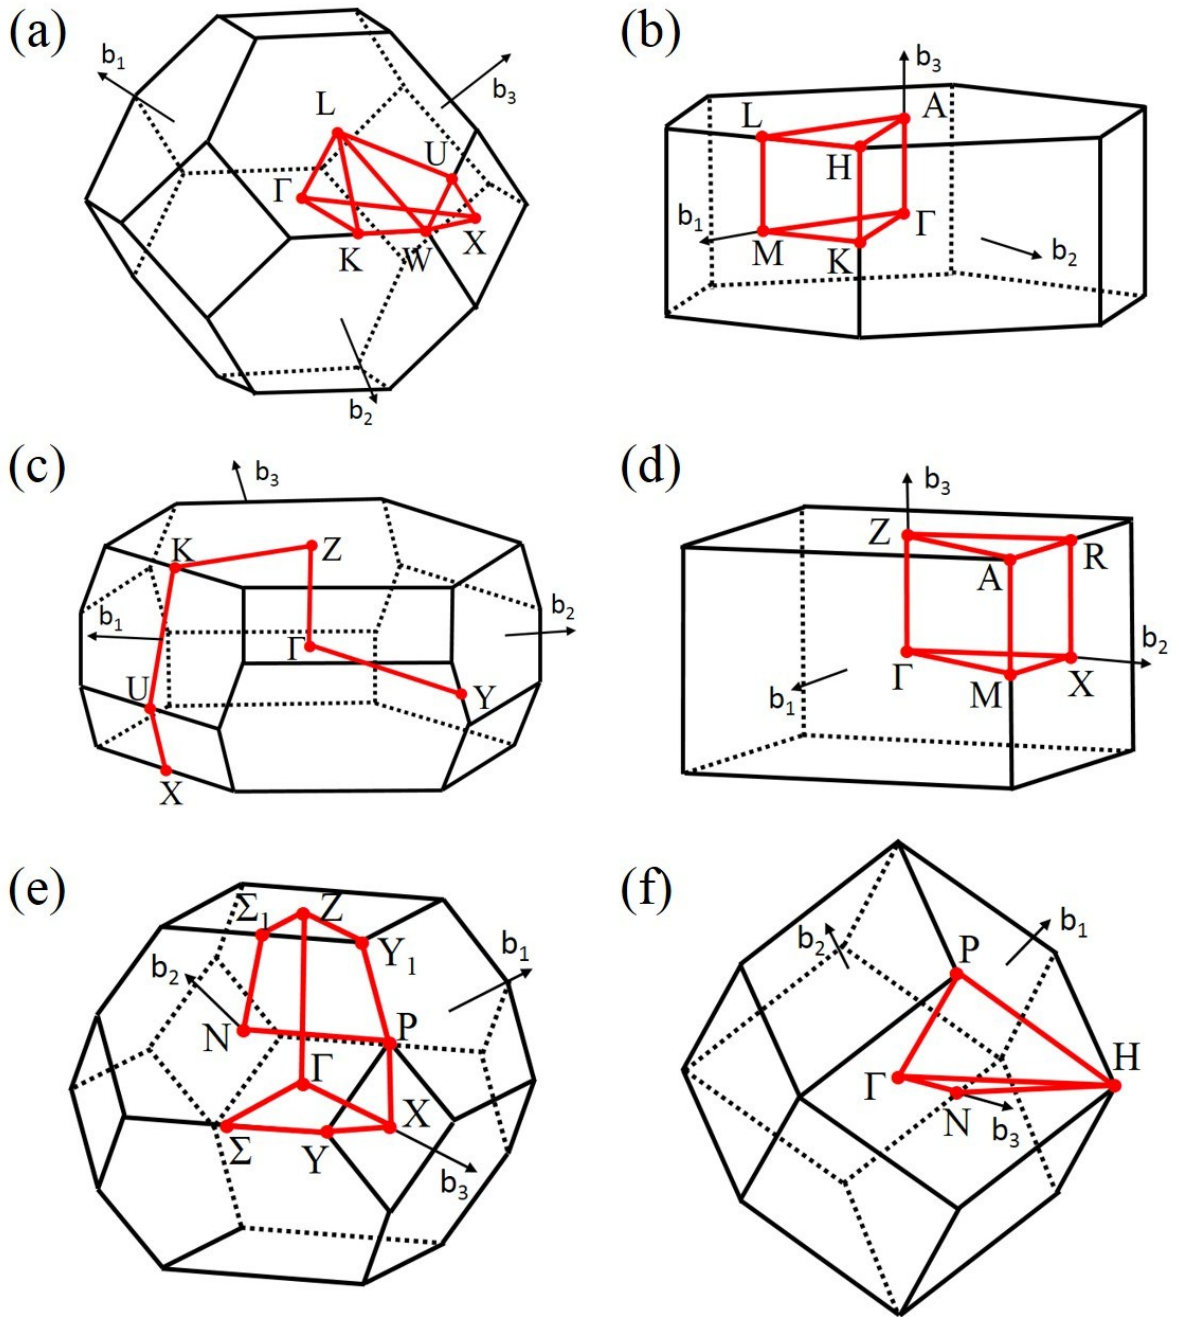 (a)
b1
b3
L
U
Γ
K
W
X
b2
(b)
b3
L
A
H
b1
Γ
M
K
b2
(c)
b3
K
Z
b1
b2
Γ
U
Y
X
(d)
b3
Z
R
A
b2
Γ
M
X
b1
(e)
Σ1
Z
Y1
b1
b2
N
P
Γ
X
Σ
Y
b3
(f)
b1
b2
P
H
Γ
N
b3